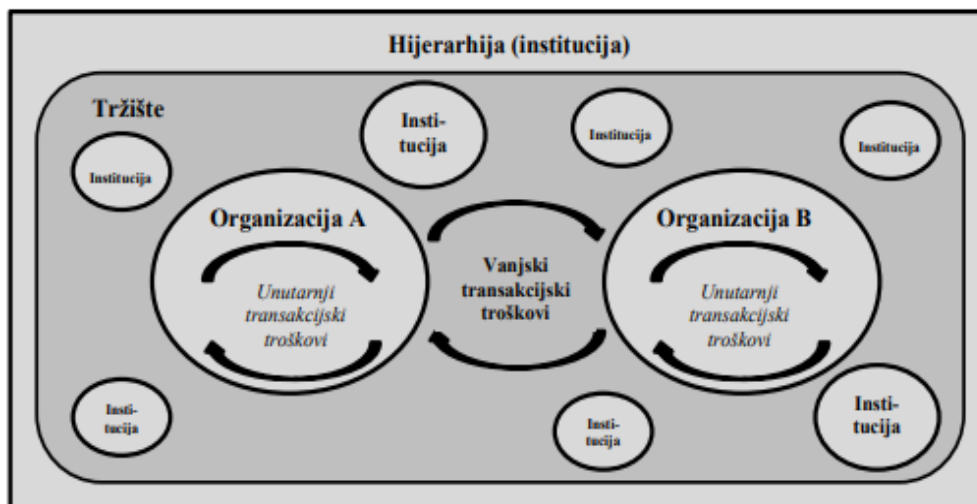 Hijerarhija (institucija)
Tržište
Insti-
tucija
Institucija
Institucija
Institucija
Organizacija A
Organizacija B
Unutarnji
transakcijski
troškovi
Vanjski
transakcijski
troškovi
Unutarnji
transakcijski
troškovi
Insti-
tucija
Insti-
tucija
Insti-
tucija